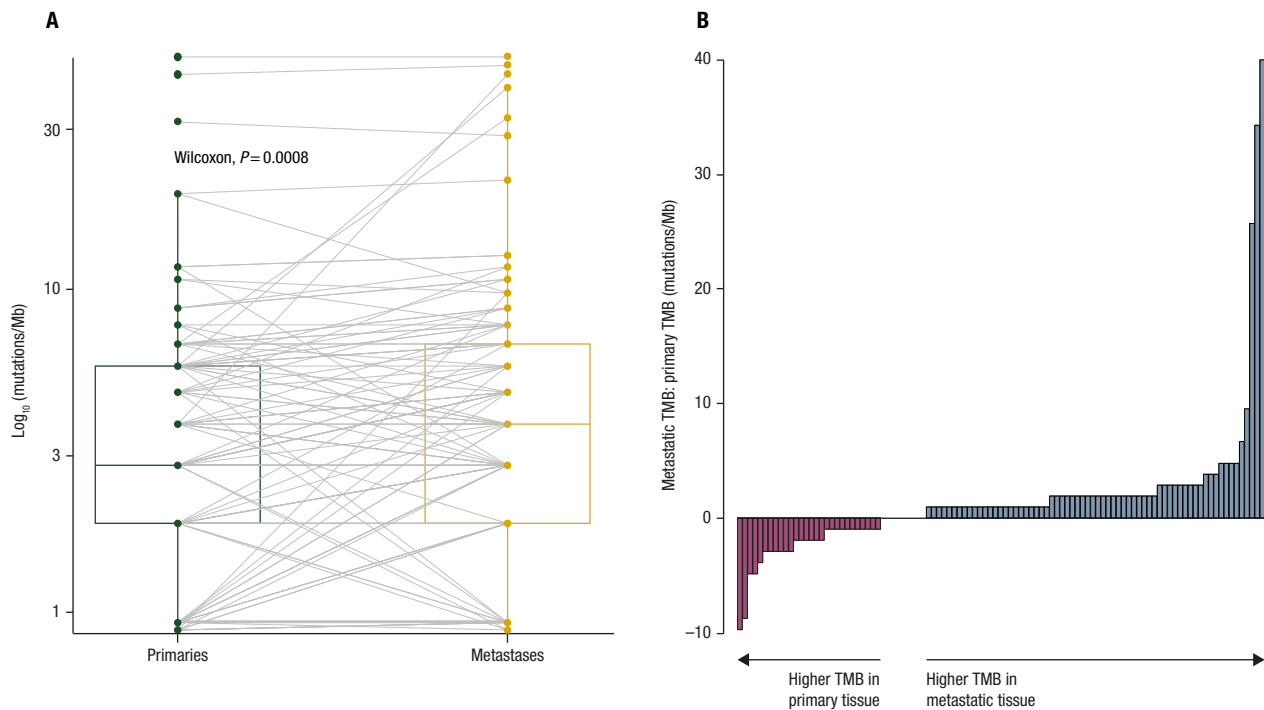 A
Log10 (mutations/Mb)
30
10
3
1
Wilcoxon, P=0.0008
Primaries
Metastases
B
Metastatic TMB: primary TMB (mutations/Mb)
40
30
20
10
0
–10
Higher TMB in
primary tissue
Higher TMB in
metastatic tissue